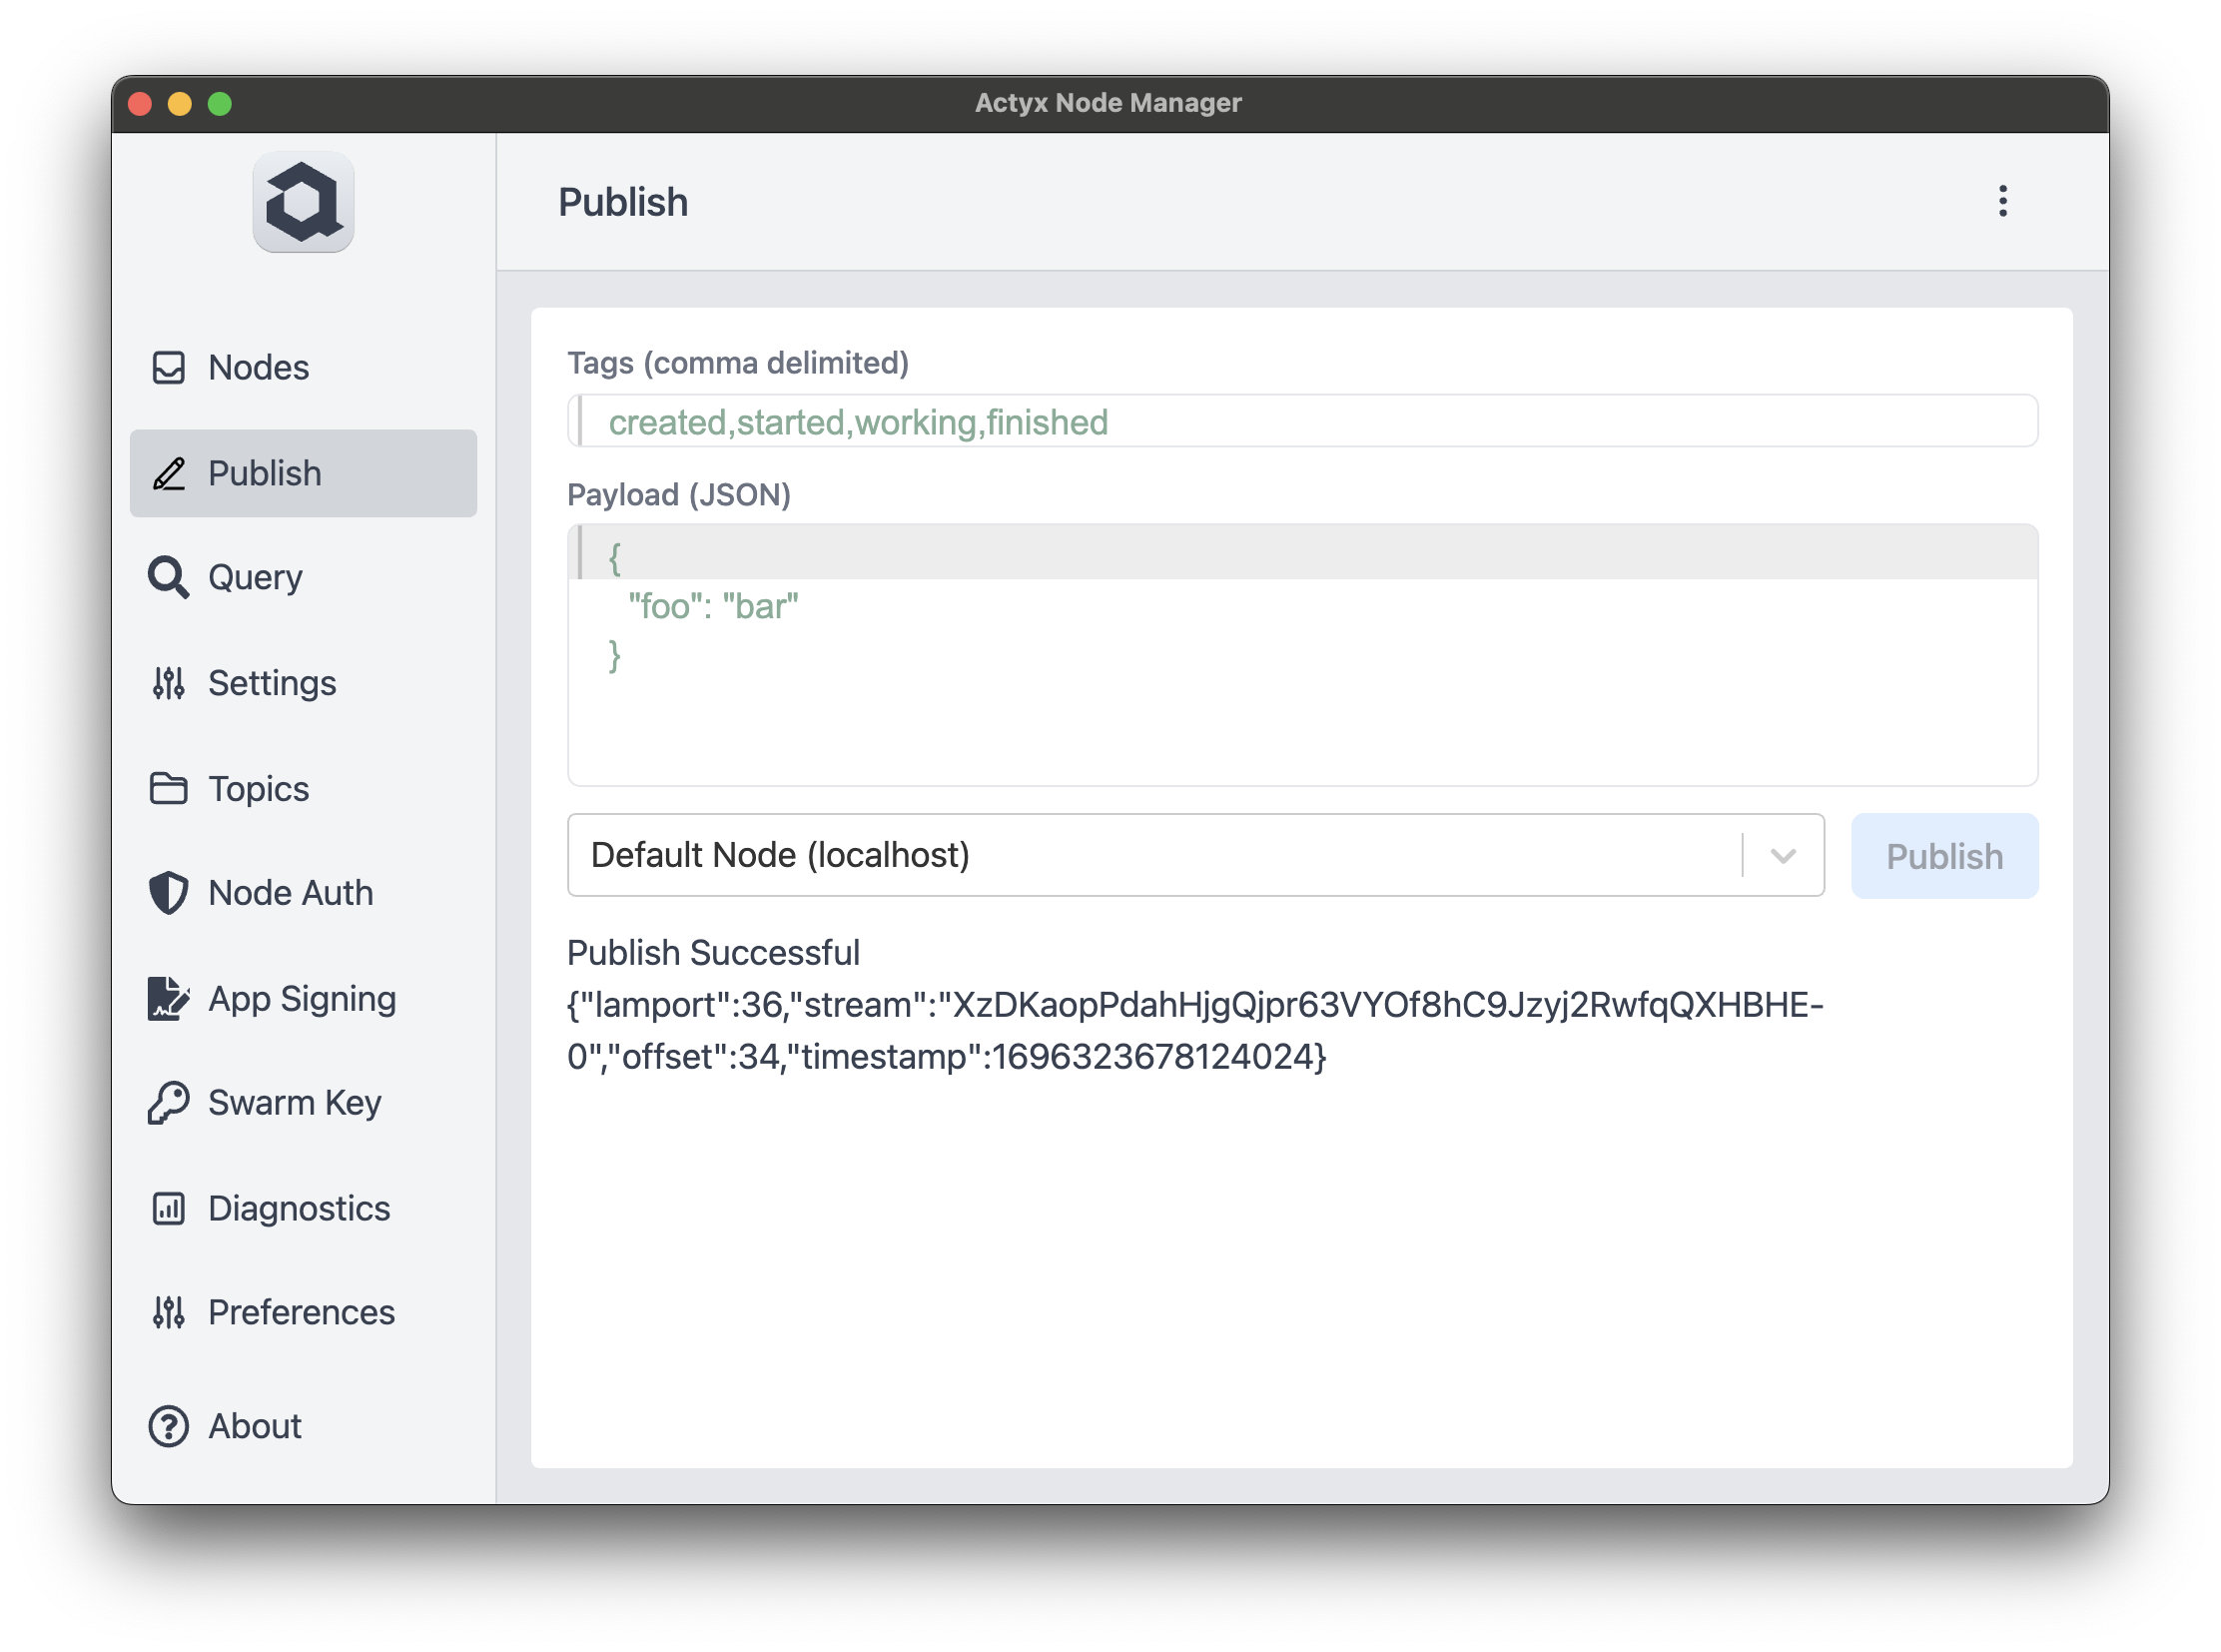 Actyx Node Manager
Nodes
Publish
Query
Settings
Topics
Node Auth
App Signing
Swarm Key
Diagnostics
Preferences
About
Publish
Tags (comma delimited)
created,started,working,finished
Payload (JSON)
{
"foo": "bar"
}
Default Node (localhost)
Publish
Publish Successful
{"lamport":36,"stream":"XzDKaopPdahHjgQjpr63VYOf8hC9Jzyj2RwfqQXHBHE-
0","offset":34,"timestamp":1696323678124024}